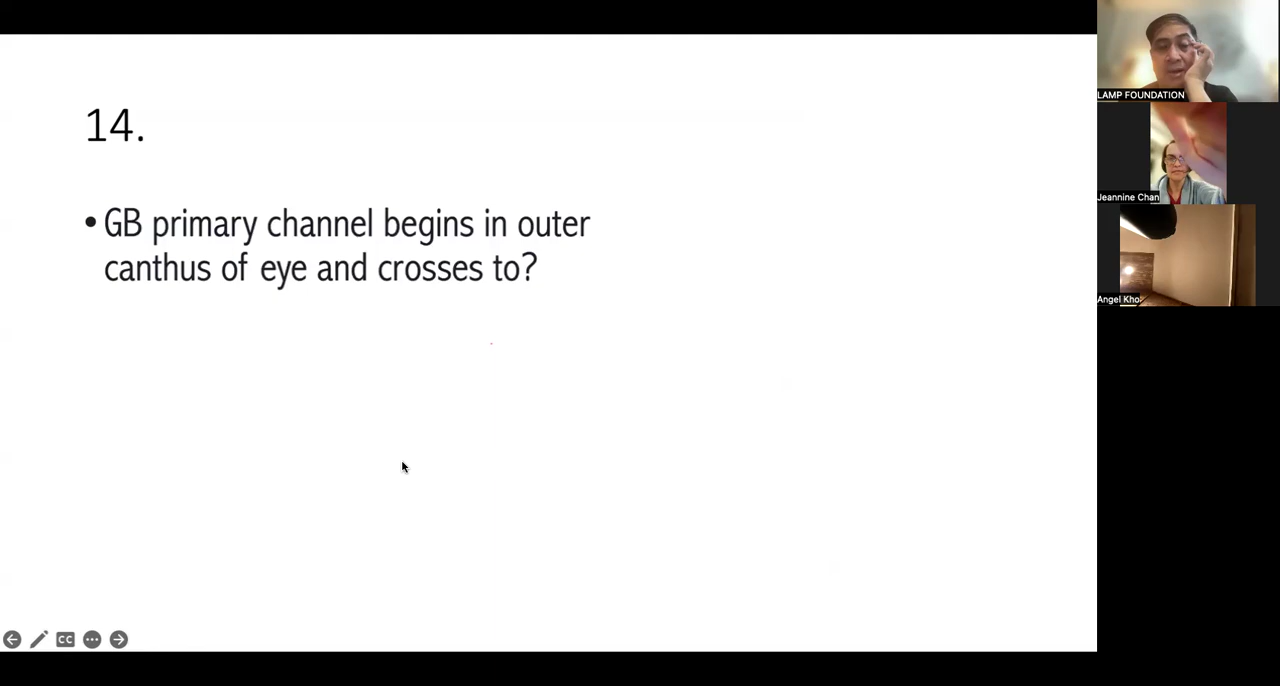 14.
• GB primary channel begins in outer
canthus of eye and crosses to?
LAMP FOUNDATION
Jeannine Chan
Angel Kho
CC